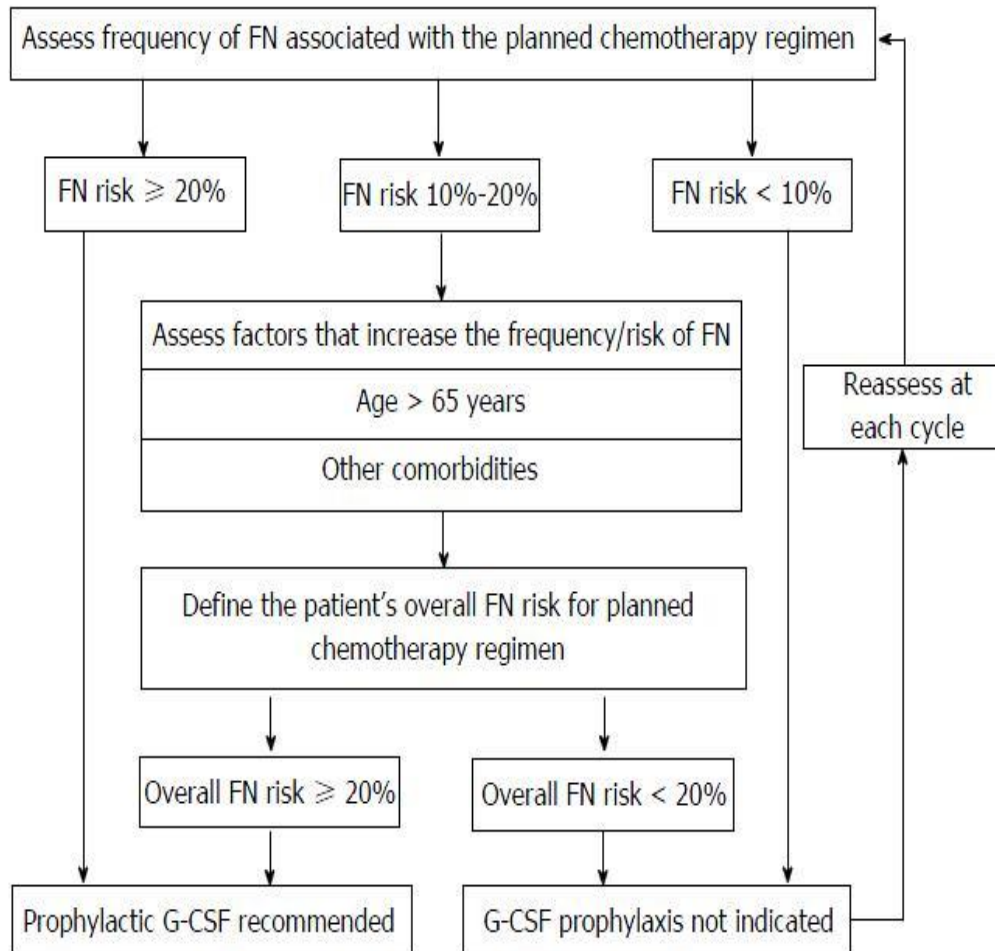 Assess frequency of FN associated with the planned chemotherapy regimen
FN risk ⩾ 20%
FN risk 10%-20%
FN risk < 10%
Assess factors that increase the frequency/risk of FN
Age > 65 years
Other comorbidities
Reassess at
each cycle
Define the patient’s overall FN risk for planned
chemotherapy regimen
Overall FN risk ⩾ 20%
Overall FN risk < 20%
Prophylactic G-CSF recommended
G-CSF prophylaxis not indicated